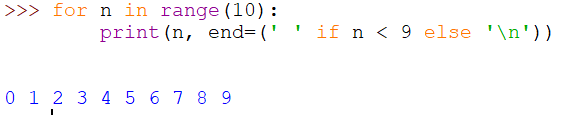 >>> for n in range(10):
        print(n, end=(' ' if n < 9 else '\n'))
0 1 2 3 4 5 6 7 8 9